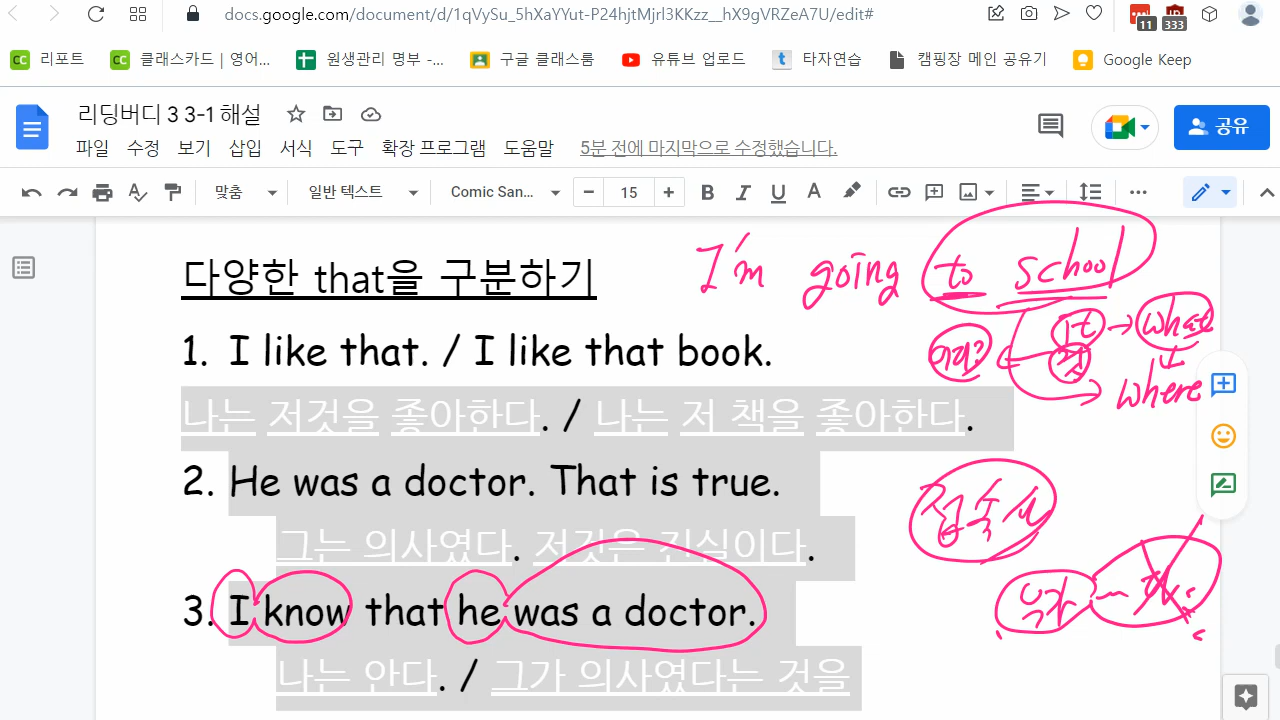 docs.google.com/document/d/1qVvSu_5hXaYYut-P24hjtMjrl3KKzz__hX9gVRZeA7U/edit#
11 333
리포트 클래스카드 | 영어... 원생관리 명부 -... 구글 클래스룸 유튜브 업로드 타자연습 캠핑장 메인 공유기 Google Keep
리딩버디 3 3-1 해설
파일 수정 보기 삽입 서식 도구 확장 프로그램 도움말 5분 전에 마지막으로 수정했습니다.
공유
맞춤 일반 텍스트 Comic San... 15
I'm going to school
다양한 that을 구분하기
it → what
어디? 것
where
1. I like that. / I like that book.
나는 저것을 좋아한다. / 나는 저 책을 좋아한다.
2. He was a doctor. That is true.
접속사
그는 의사였다. 저것은 진실이다.
3. I know that he was a doctor.
나는 안다. / 그가 의사였다는 것을